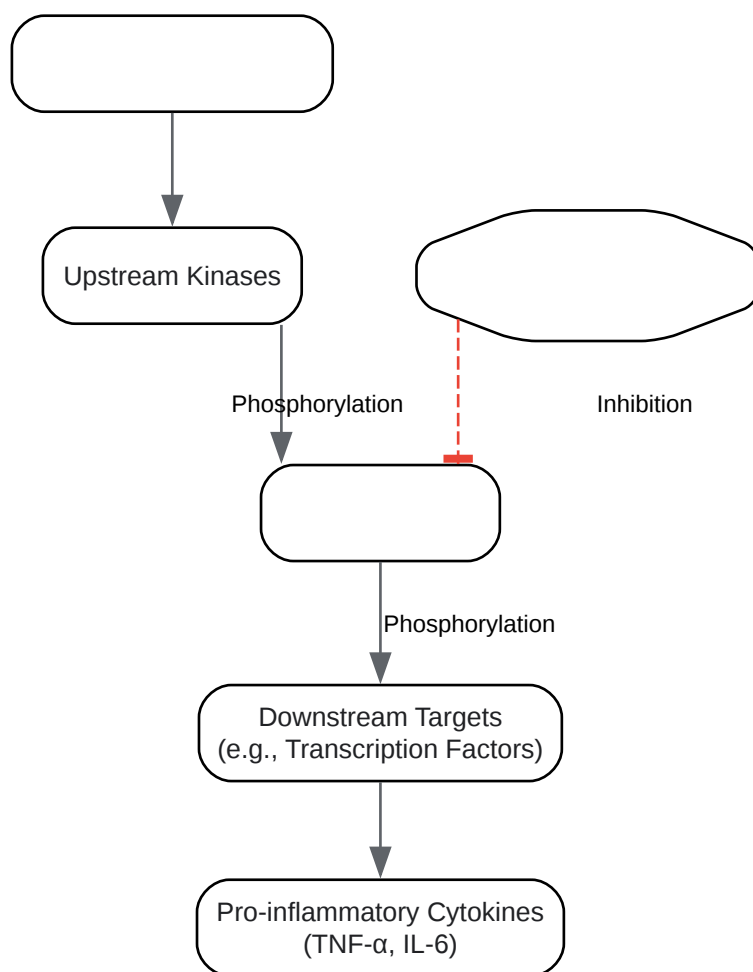 Upstream Kinases
Phosphorylation
Inhibition
Phosphorylation
Downstream Targets
(e.g., Transcription Factors)
Pro-inflammatory Cytokines
(TNF-α, IL-6)